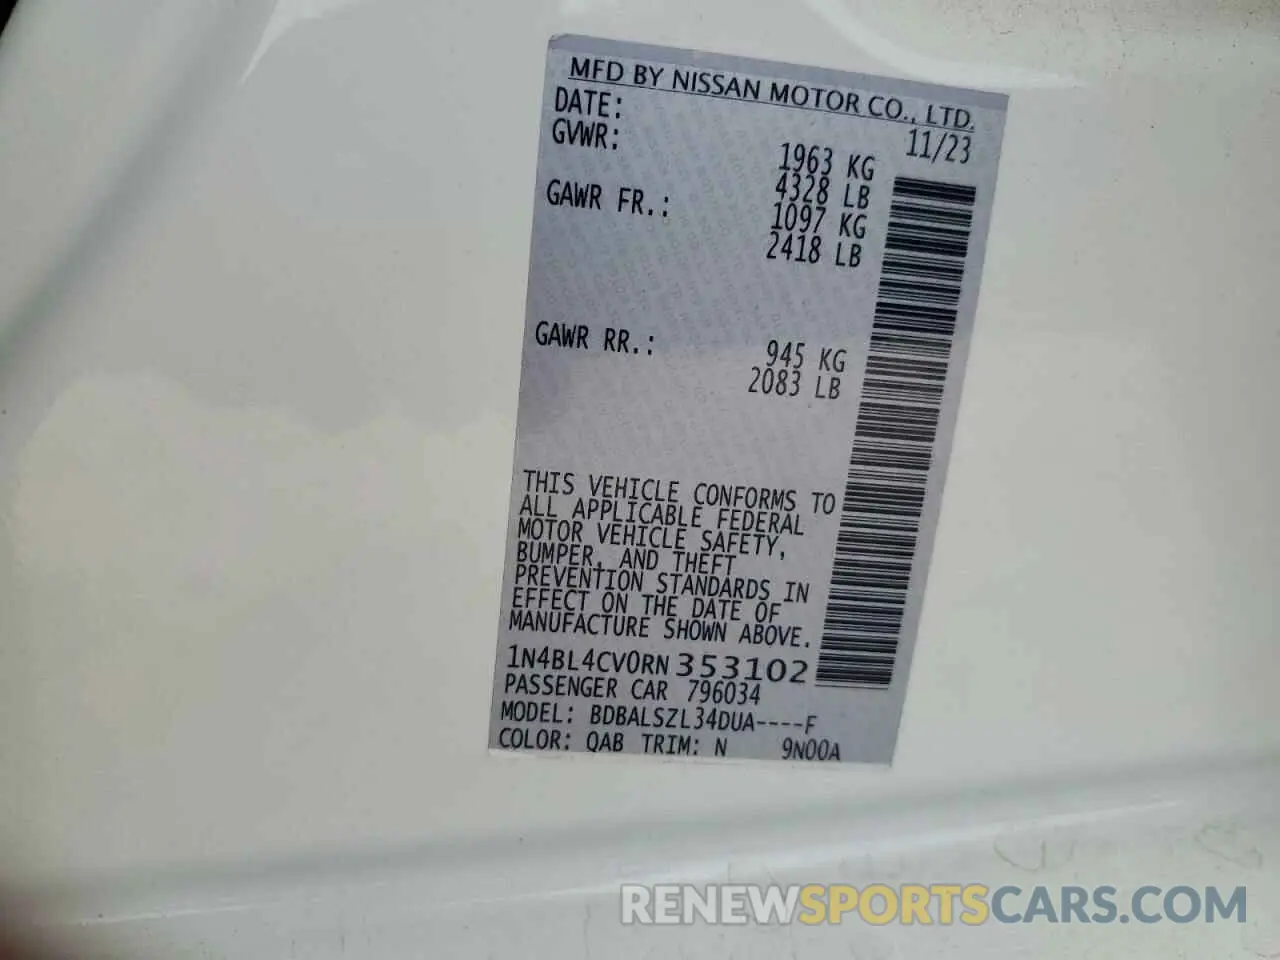 MFD BY NISSAN MOTOR CO., LTD.
DATE: 11/23
GVWR: 1963 KG
4328 LB
GAWR FR.: 1097 KG
2418 LB
GAWR RR.: 945 KG
2083 LB
THIS VEHICLE CONFORMS TO
ALL APPLICABLE FEDERAL
MOTOR VEHICLE SAFETY,
BUMPER, AND THEFT
PREVENTION STANDARDS IN
EFFECT ON THE DATE OF
MANUFACTURE SHOWN ABOVE.
1N4BL4CV0RN353102
PASSENGER CAR 796034
MODEL: BDBALSZL34DUA----F
COLOR: QAB TRIM: N 9N00A
RENEWSPORTSCARS.COM